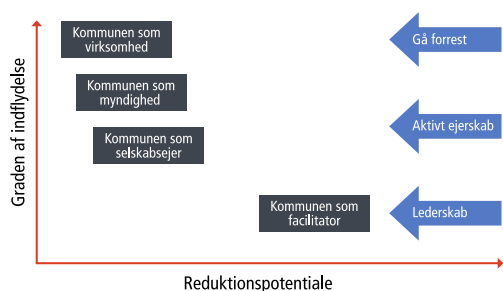 Kommunen som
virksomhed
Gå forrest
Kommunen som
myndighed
Aktivt ejerskab
Kommunen som
selskabsejer
Kommunen som
facilitator
Lederskab
Graden af indflydelse
Reduktionspotentiale